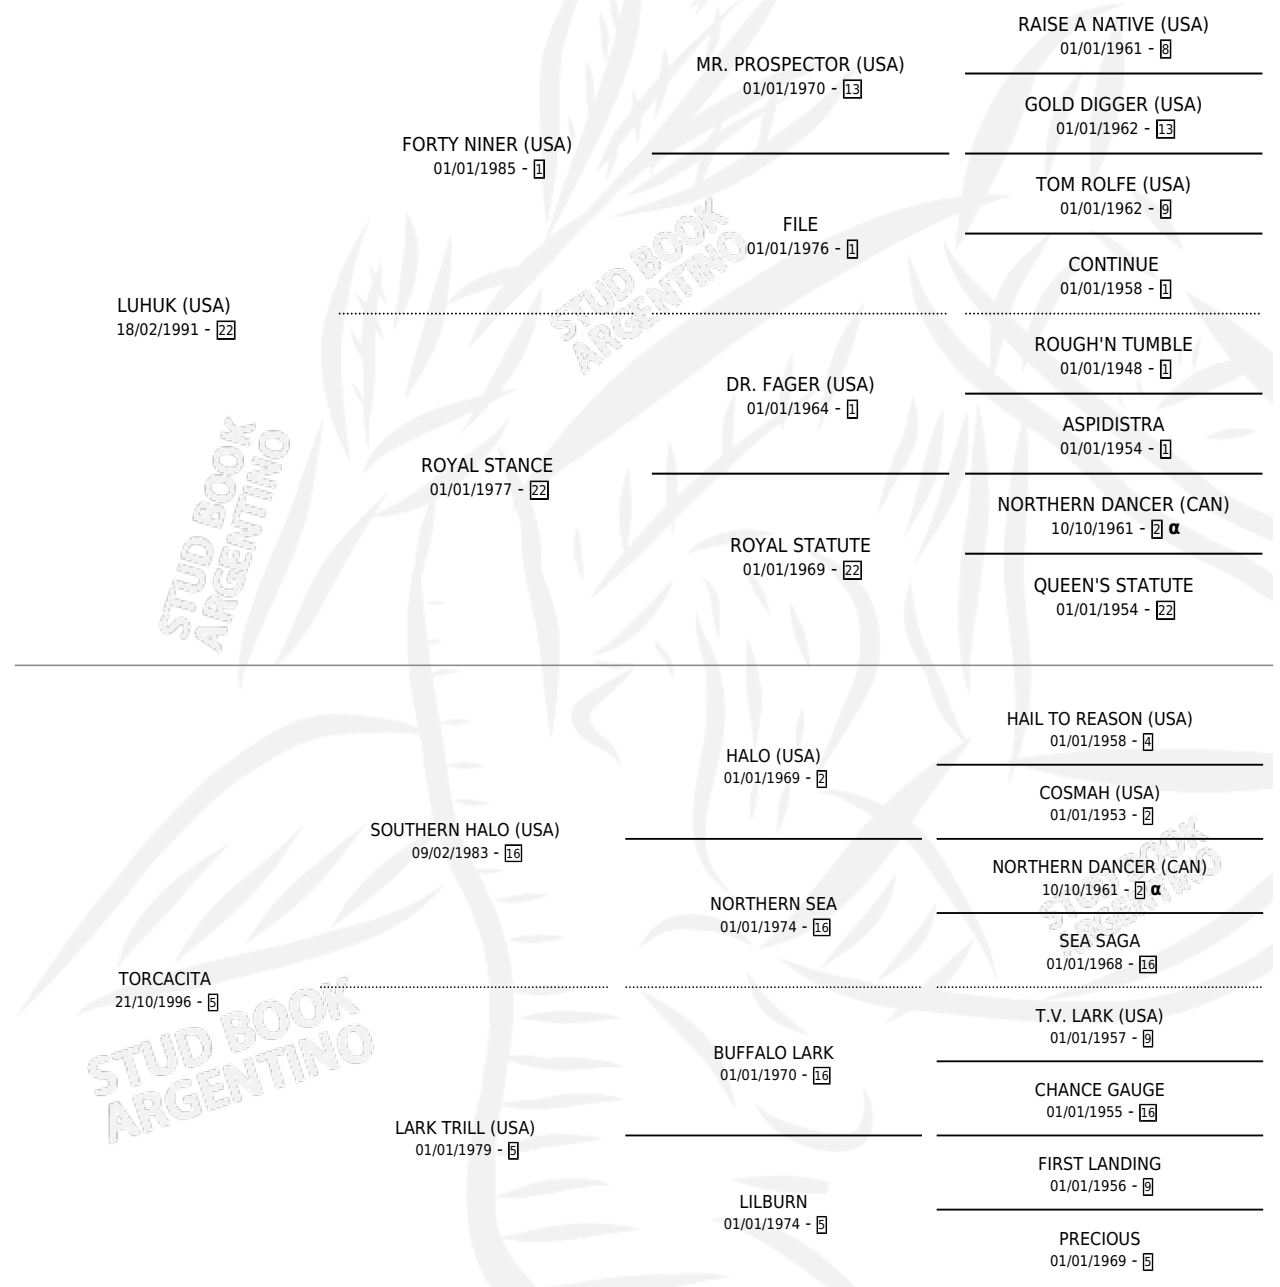 RAISE A NATIVE (USA)
01/01/1961 - 8
MR. PROSPECTOR (USA)
01/01/1970 - 13
GOLD DIGGER (USA)
01/01/1962 - 13
FORTY NINER (USA)
01/01/1985 - 1
TOM ROLFE (USA)
01/01/1962 - 9
FILE
01/01/1976 - 1
CONTINUE
01/01/1958 - 1
LUHUK (USA)
18/02/1991 - 22
ROUGH'N TUMBLE
01/01/1948 - 1
DR. FAGER (USA)
01/01/1964 - 1
ASPIDISTRA
01/01/1954 - 1
ROYAL STANCE
01/01/1977 - 22
NORTHERN DANCER (CAN)
10/10/1961 - 2 α
ROYAL STATUTE
01/01/1969 - 22
QUEEN'S STATUTE
01/01/1954 - 22
HAIL TO REASON (USA)
01/01/1958 - 4
HALO (USA)
01/01/1969 - 2
COSMAH (USA)
01/01/1953 - 2
SOUTHERN HALO (USA)
09/02/1983 - 16
NORTHERN DANCER (CAN)
10/10/1961 - 2 α
NORTHERN SEA
01/01/1974 - 16
SEA SAGA
01/01/1968 - 16
TORCACITA
21/10/1996 - 5
T.V. LARK (USA)
01/01/1957 - 9
BUFFALO LARK
01/01/1970 - 16
CHANCE GAUGE
01/01/1955 - 16
LARK TRILL (USA)
01/01/1979 - 5
FIRST LANDING
01/01/1956 - 9
LILBURN
01/01/1974 - 5
PRECIOUS
01/01/1969 - 5
STUD BOOK
ARGENTINO
STUD BOOK
ARGENTINO
STUD BOOK
ARGENTINO
STUD BOOK
ARGENTINO